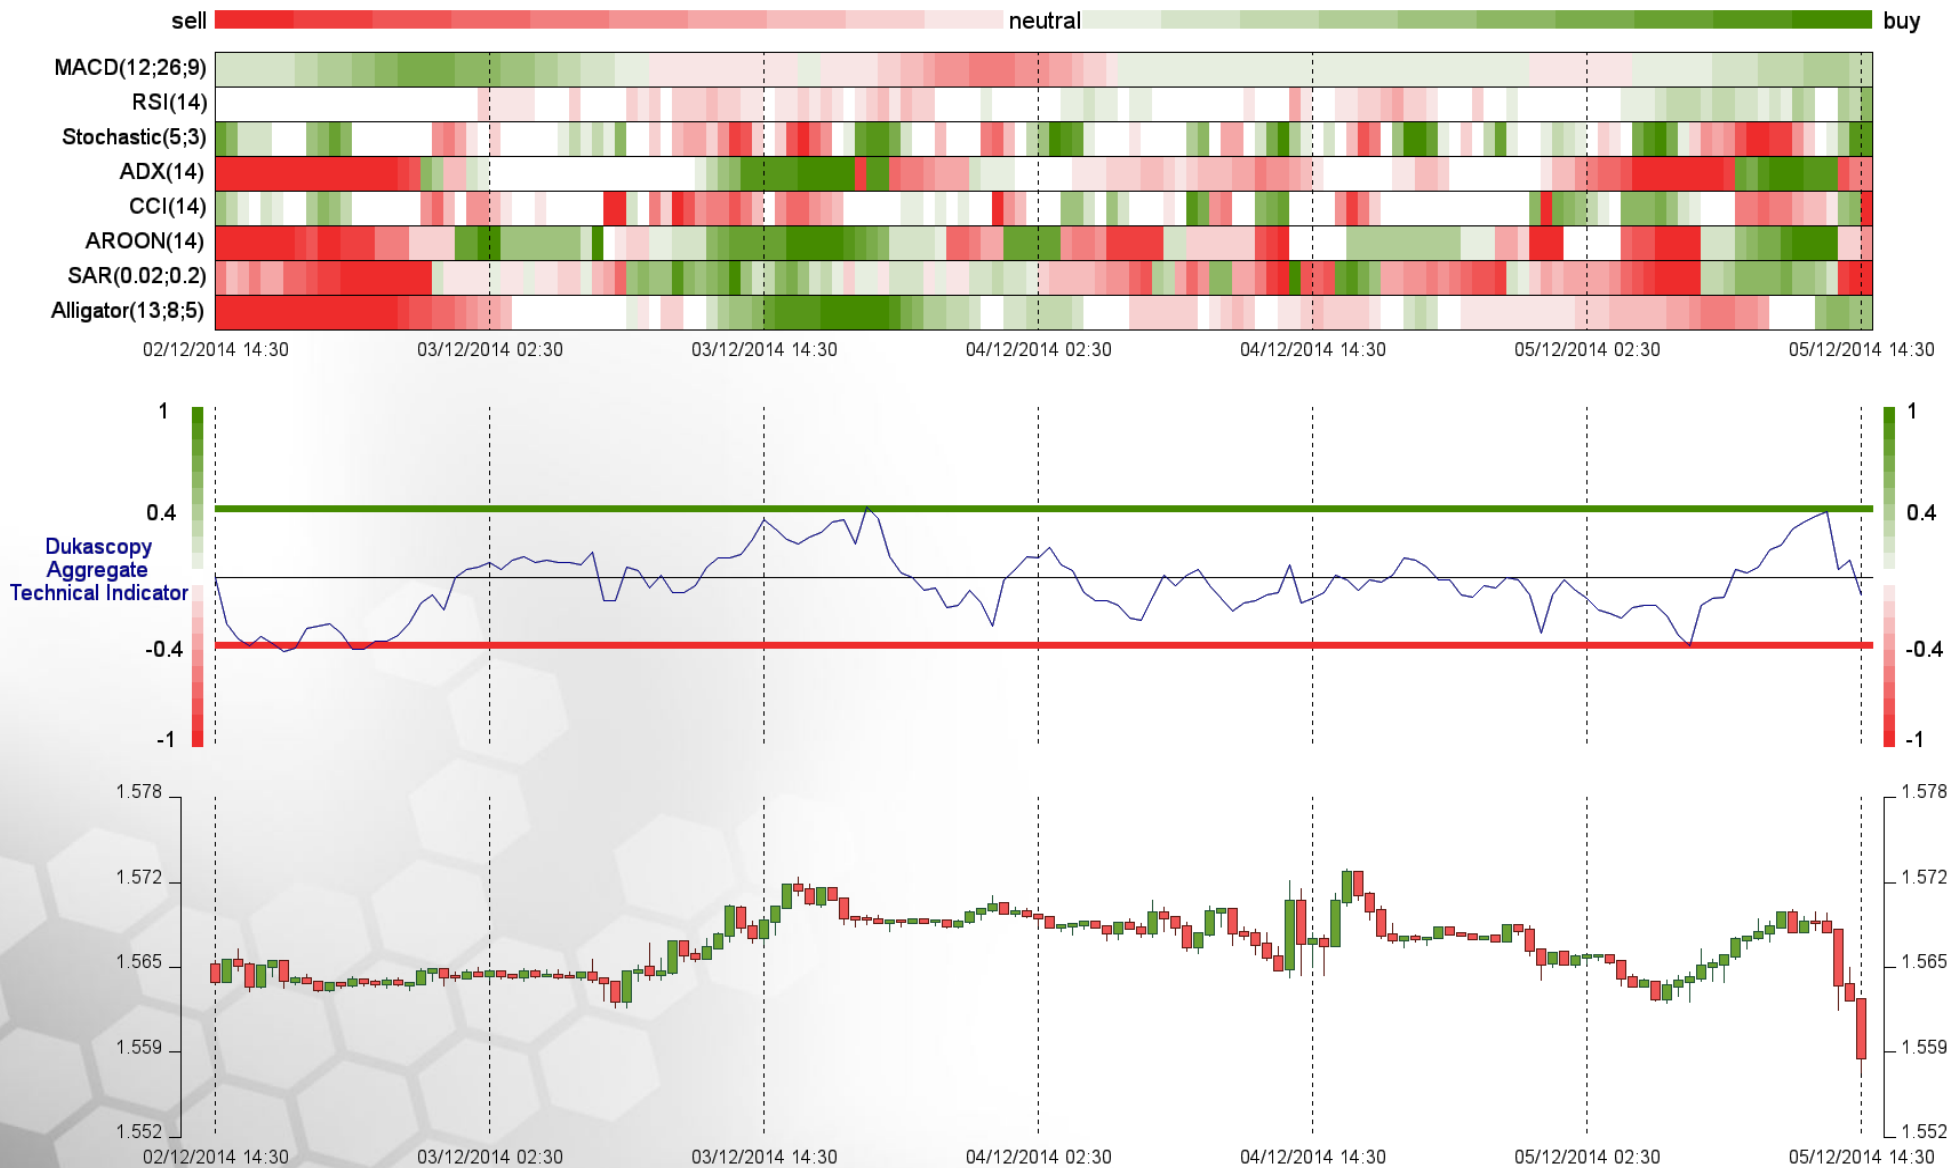 sell neutral buy
MACD(12;26;9)
RSI(14)
Stochastic(5;3)
ADX(14)
CCI(14)
AROON(14)
SAR(0.02;0.2)
Alligator(13;8;5)
02/12/2014 14:30 03/12/2014 02:30 03/12/2014 14:30 04/12/2014 02:30 04/12/2014 14:30 05/12/2014 02:30 05/12/2014 14:30
1 1
0.4 0.4
Dukascopy
Aggregate
Technical Indicator
-0.4 -0.4
-1 -1
1.578 1.578
1.572 1.572
1.565 1.565
1.559 1.559
1.552 1.552
02/12/2014 14:30 03/12/2014 02:30 03/12/2014 14:30 04/12/2014 02:30 04/12/2014 14:30 05/12/2014 02:30 05/12/2014 14:30